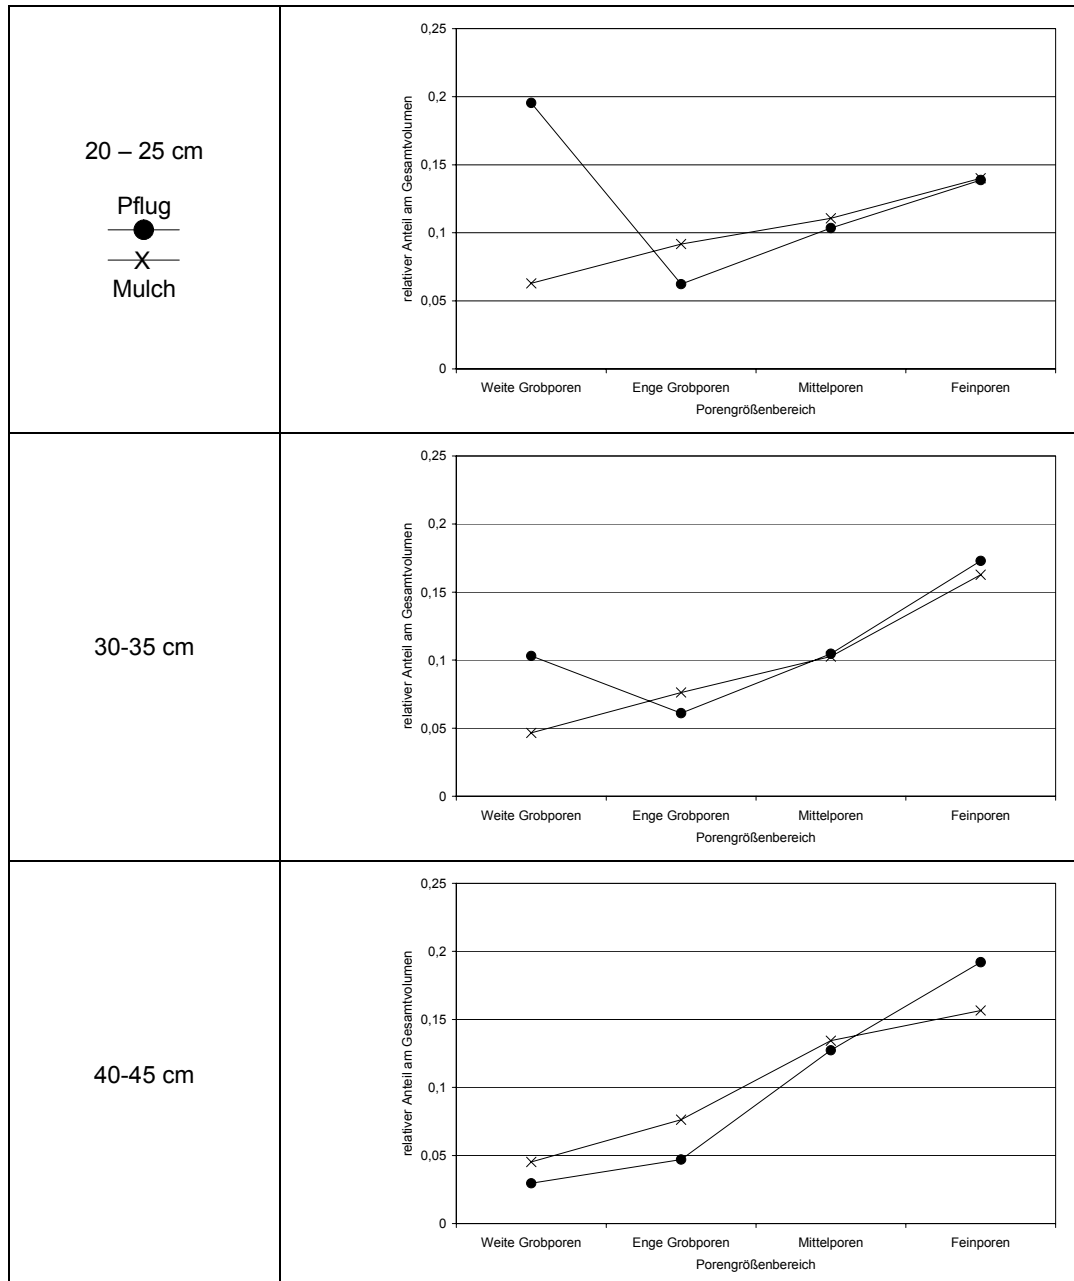 20 – 25 cm
Pflug
X
Mulch
relativer Anteil am Gesamtvolumen
0,25
0,2
0,15
0,1
0,05
0
Weite Grobporen Enge Grobporen Mittelporen Feinporen
Porengrößenbereich
30-35 cm
relativer Anteil am Gesamtvolumen
0,25
0,2
0,15
0,1
0,05
0
Weite Grobporen Enge Grobporen Mittelporen Feinporen
Porengrößenbereich
40-45 cm
relativer Anteil am Gesamtvolumen
0,25
0,2
0,15
0,1
0,05
0
Weite Grobporen Enge Grobporen Mittelporen Feinporen
Porengrößenbereich